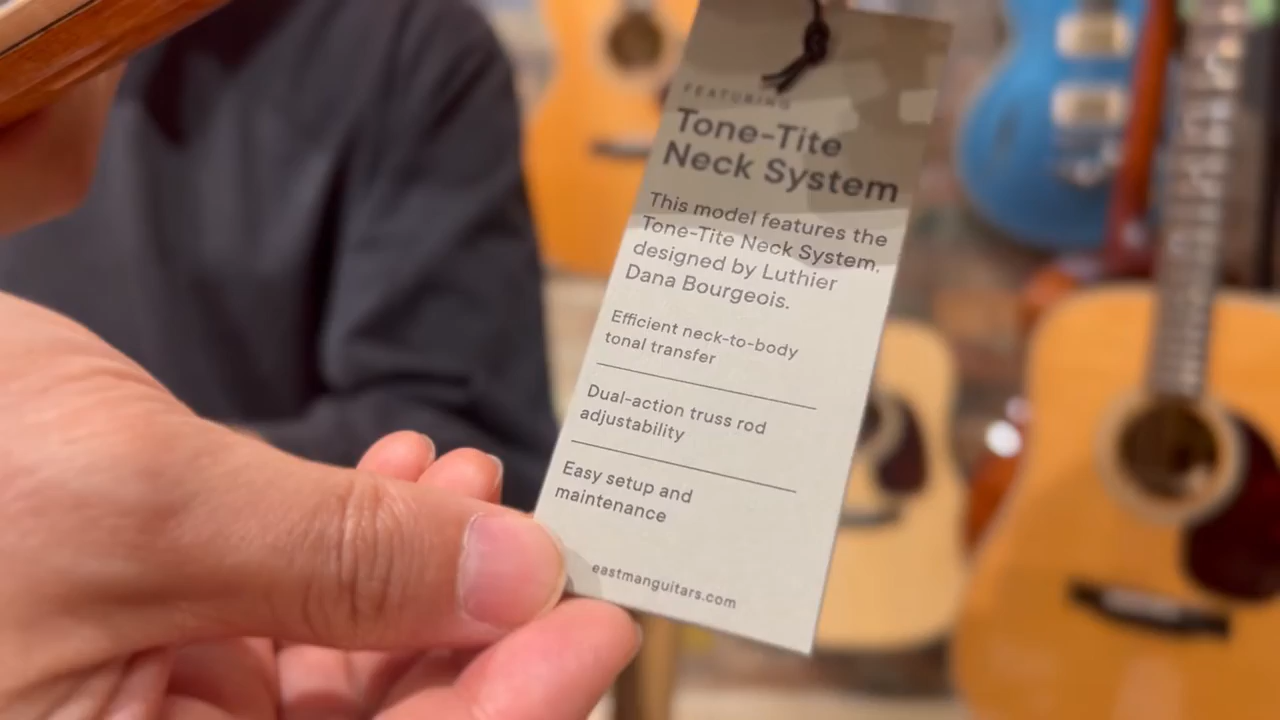 FEATURING
Tone-Tite
Neck System
This model features the
Tone-Tite Neck System,
designed by Luthier
Dana Bourgeois.
Efficient neck-to-body
tonal transfer
Dual-action truss rod
adjustability
Easy setup and
maintenance
eastmanguitars.com